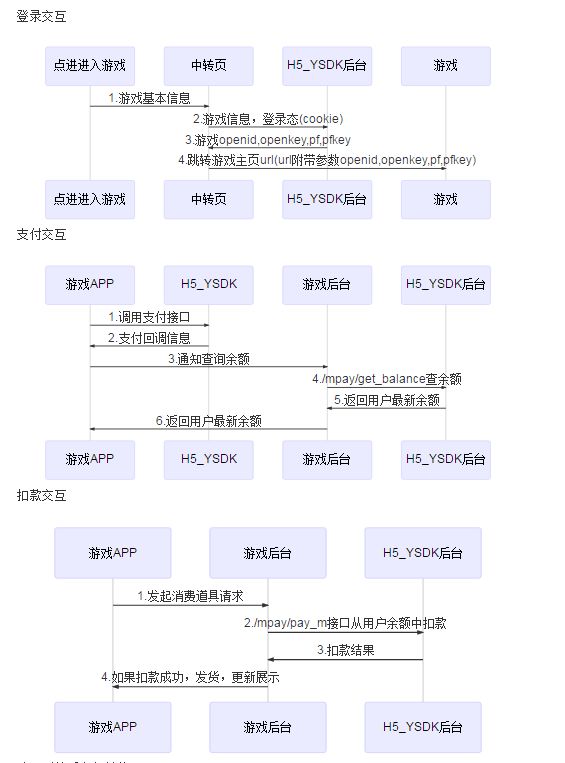 登录交互
点进进入游戏 中转页 H5_YSDK后台 游戏
1.游戏基本信息
2.游戏信息，登录态(cookie)
3.游戏openid,openkey,pf,pfkey
4.跳转游戏主页url(url附带参数openid,openkey,pf,pfkey)
点进进入游戏 中转页 H5_YSDK后台 游戏
支付交互
游戏APP H5_YSDK 游戏后台 H5_YSDK后台
1.调用支付接口
2.支付回调信息
3.通知查询余额
4./mpay/get_balance查余额
5.返回用户最新余额
6.返回用户最新余额
游戏APP H5_YSDK 游戏后台 H5_YSDK后台
扣款交互
游戏APP 游戏后台 H5_YSDK后台
1.发起消费道具请求
2./mpay/pay_m接口从用户余额中扣款
3.扣款结果
4.如果扣款成功，发货，更新展示
游戏APP 游戏后台 H5_YSDK后台